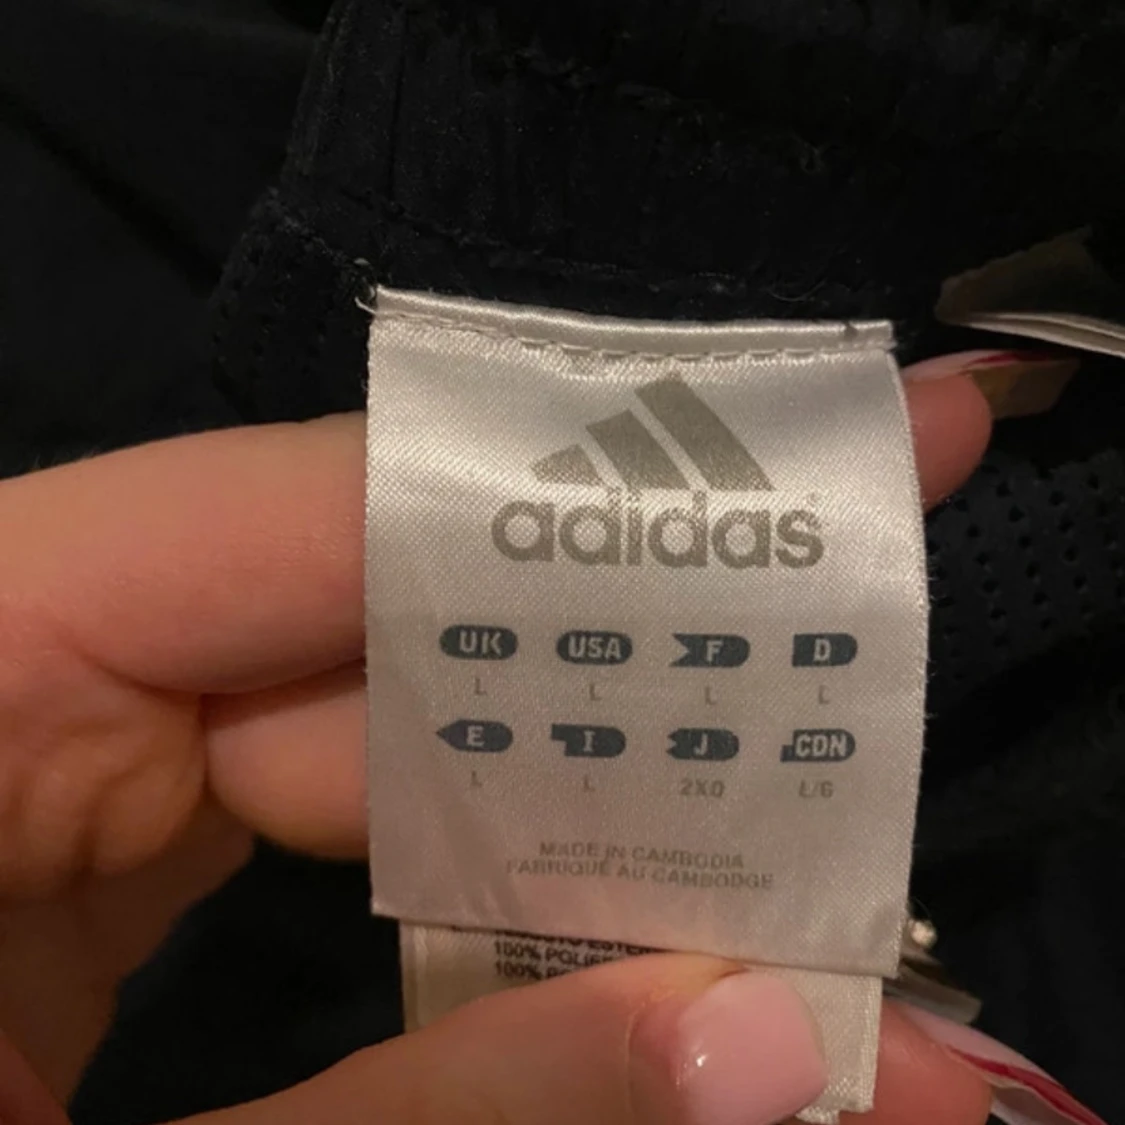 adidas
UK USA F D
L L L L
E I J CDN
L L 2XO L/G
MADE IN CAMBODIA
FABRIQUÉ AU CAMBODGE
100%
100%